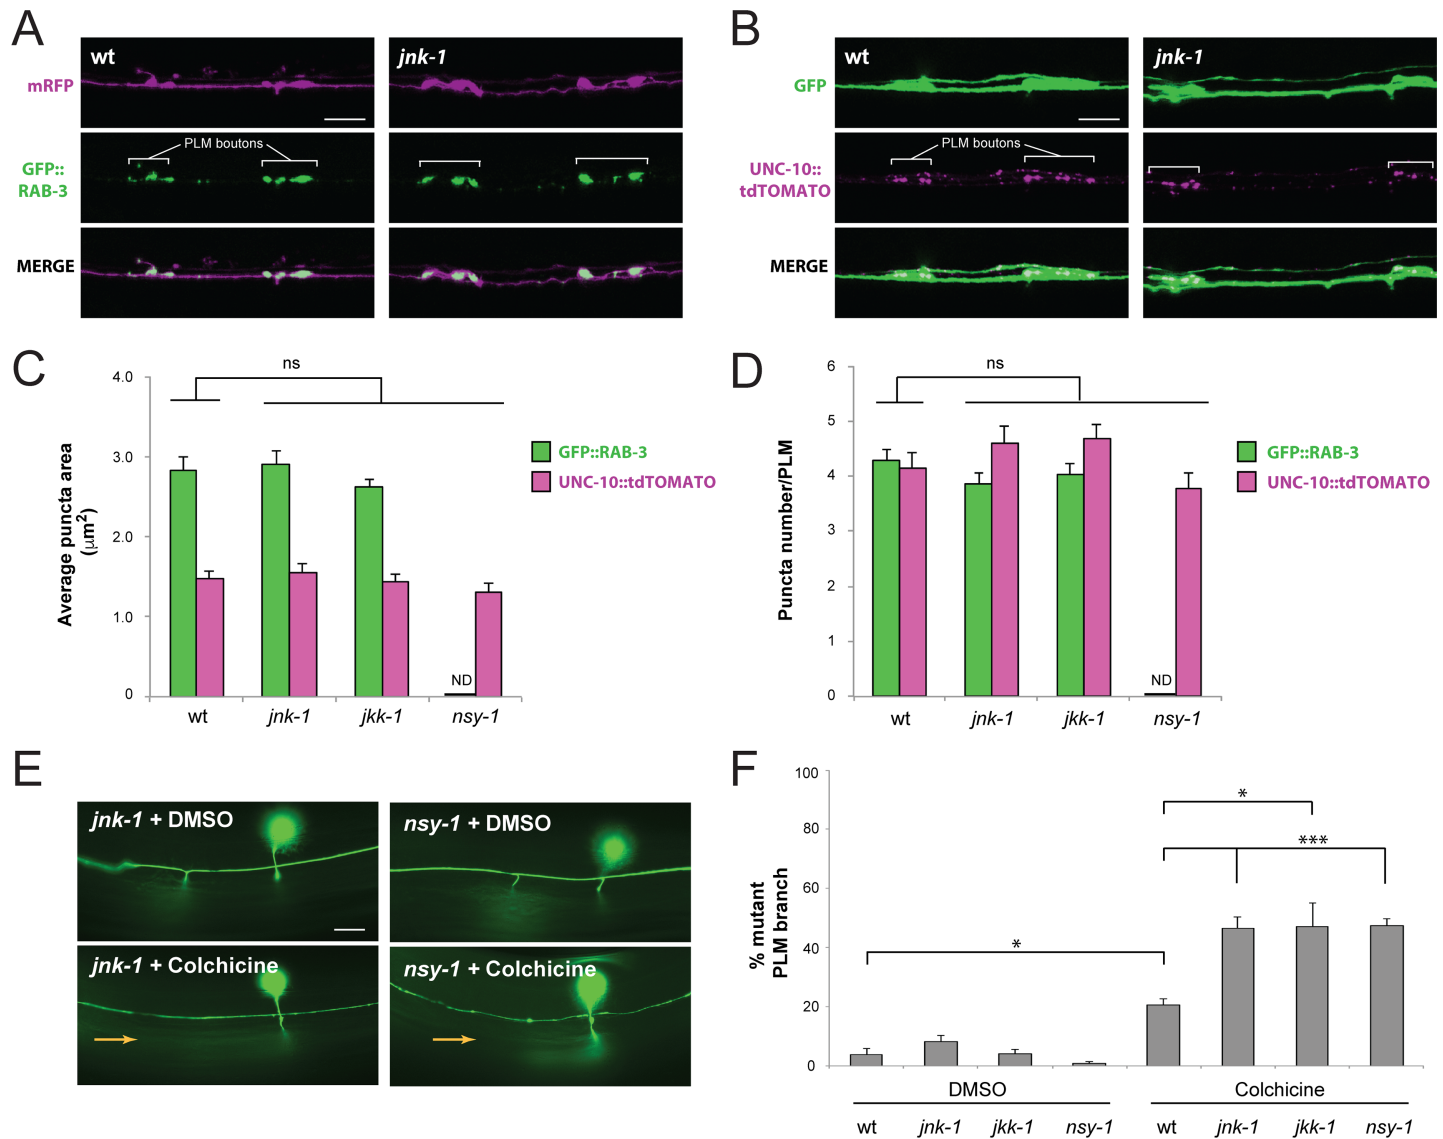 A
wt
jnk-1
mRFP
PLM boutons
GFP::
RAB-3
MERGE
B
wt
jnk-1
GFP
PLM boutons
UNC-10::
tdTOMATO
MERGE
C
ns
4.0
3.0
2.0
1.0
0
Average puncta area
(μm2)
GFP::RAB-3
UNC-10::tdTOMATO
ND
wt
jnk-1
jkk-1
nsy-1
D
ns
6
5
4
3
2
1
0
Puncta number/PLM
GFP::RAB-3
UNC-10::tdTOMATO
ND
wt
jnk-1
jkk-1
nsy-1
E
jnk-1 + DMSO
nsy-1 + DMSO
jnk-1 + Colchicine
nsy-1 + Colchicine
F
100
80
60
40
20
0
% mutant
PLM branch
*
***
*
DMSO
Colchicine
wt
jnk-1
jkk-1
nsy-1
wt
jnk-1
jkk-1
nsy-1